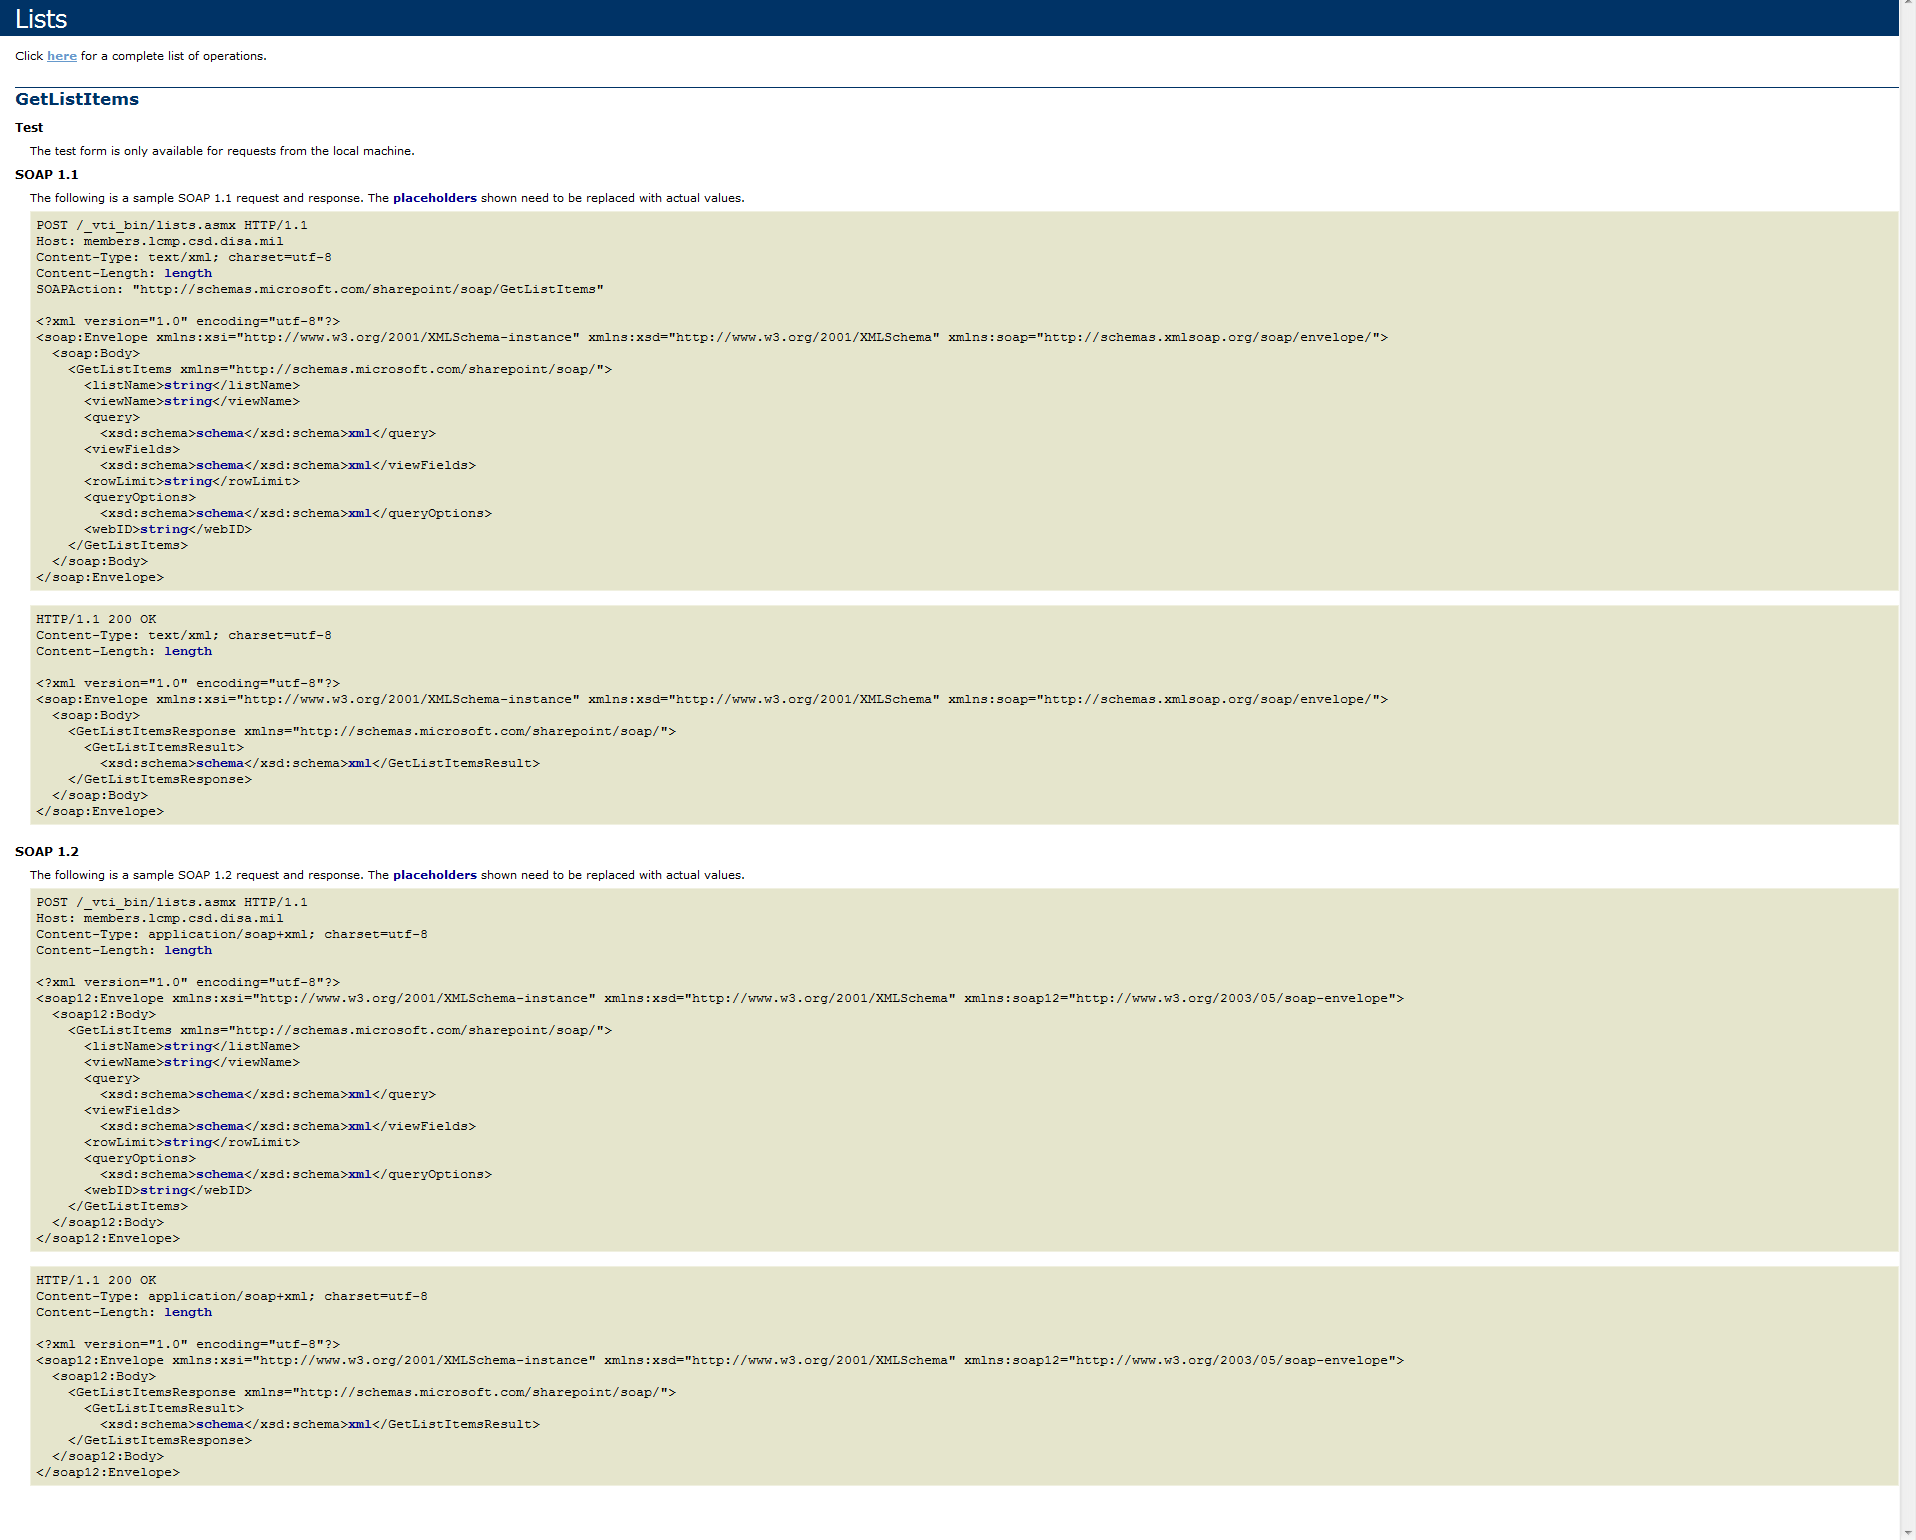 Lists
Click here for a complete list of operations.
GetListItems
Test
The test form is only available for requests from the local machine.
SOAP 1.1
The following is a sample SOAP 1.1 request and response. The placeholders shown need to be replaced with actual values.
POST /_vti_bin/lists.asmx HTTP/1.1
Host: members.lcmp.csd.disa.mil
Content-Type: text/xml; charset=utf-8
Content-Length: length
SOAPAction: "http://schemas.microsoft.com/sharepoint/soap/GetListItems"
<?xml version="1.0" encoding="utf-8"?>
<soap:Envelope xmlns:xsi="http://www.w3.org/2001/XMLSchema-instance" xmlns:xsd="http://www.w3.org/2001/XMLSchema" xmlns:soap="http://schemas.xmlsoap.org/soap/envelope/">
<soap:Body>
<GetListItems xmlns="http://schemas.microsoft.com/sharepoint/soap/">
<listName>string</listName>
<viewName>string</viewName>
<query>
<xsd:schema>schema</xsd:schema>xml</query>
<viewFields>
<xsd:schema>schema</xsd:schema>xml</viewFields>
<rowLimit>string</rowLimit>
<queryOptions>
<xsd:schema>schema</xsd:schema>xml</queryOptions>
<webID>string</webID>
</GetListItems>
</soap:Body>
</soap:Envelope>
HTTP/1.1 200 OK
Content-Type: text/xml; charset=utf-8
Content-Length: length
<?xml version="1.0" encoding="utf-8"?>
<soap:Envelope xmlns:xsi="http://www.w3.org/2001/XMLSchema-instance" xmlns:xsd="http://www.w3.org/2001/XMLSchema" xmlns:soap="http://schemas.xmlsoap.org/soap/envelope/">
<soap:Body>
<GetListItemsResponse xmlns="http://schemas.microsoft.com/sharepoint/soap/">
<GetListItemsResult>
<xsd:schema>schema</xsd:schema>xml</GetListItemsResult>
</GetListItemsResponse>
</soap:Body>
</soap:Envelope>
SOAP 1.2
The following is a sample SOAP 1.2 request and response. The placeholders shown need to be replaced with actual values.
POST /_vti_bin/lists.asmx HTTP/1.1
Host: members.lcmp.csd.disa.mil
Content-Type: application/soap+xml; charset=utf-8
Content-Length: length
<?xml version="1.0" encoding="utf-8"?>
<soap12:Envelope xmlns:xsi="http://www.w3.org/2001/XMLSchema-instance" xmlns:xsd="http://www.w3.org/2001/XMLSchema" xmlns:soap12="http://www.w3.org/2003/05/soap-envelope">
<soap12:Body>
<GetListItems xmlns="http://schemas.microsoft.com/sharepoint/soap/">
<listName>string</listName>
<viewName>string</viewName>
<query>
<xsd:schema>schema</xsd:schema>xml</query>
<viewFields>
<xsd:schema>schema</xsd:schema>xml</viewFields>
<rowLimit>string</rowLimit>
<queryOptions>
<xsd:schema>schema</xsd:schema>xml</queryOptions>
<webID>string</webID>
</GetListItems>
</soap12:Body>
</soap12:Envelope>
HTTP/1.1 200 OK
Content-Type: application/soap+xml; charset=utf-8
Content-Length: length
<?xml version="1.0" encoding="utf-8"?>
<soap12:Envelope xmlns:xsi="http://www.w3.org/2001/XMLSchema-instance" xmlns:xsd="http://www.w3.org/2001/XMLSchema" xmlns:soap12="http://www.w3.org/2003/05/soap-envelope">
<soap12:Body>
<GetListItemsResponse xmlns="http://schemas.microsoft.com/sharepoint/soap/">
<GetListItemsResult>
<xsd:schema>schema</xsd:schema>xml</GetListItemsResult>
</GetListItemsResponse>
</soap12:Body>
</soap12:Envelope>